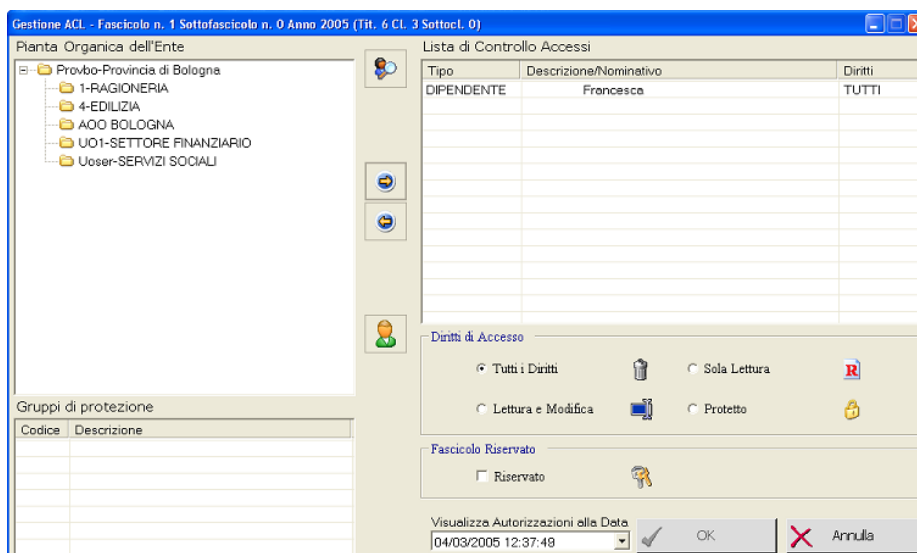 Gestione ACL - Fascicolo n. 1 Sottofascicolo n. 0 Anno 2005 (Tit. 6 Cl. 3 Sottocl. 0)
Pianta Organica dell'Ente
Provbo-Provincia di Bologna
1-RAGIONERIA
4-EDILIZIA
AOO BOLOGNA
UO1-SETTORE FINANZIARIO
Uoser-SERVIZI SOCIALI
Gruppi di protezione
Codice Descrizione
Lista di Controllo Accessi
Tipo Descrizione/Nominativo Diritti
DIPENDENTE Francesca TUTTI
Diritti di Accesso
Tutti i Diritti Sola Lettura R
Lettura e Modifica Protetto
Fascicolo Riservato
Riservato
Visualizza Autorizzazioni alla Data
04/03/2005 12:37:49 OK Annulla